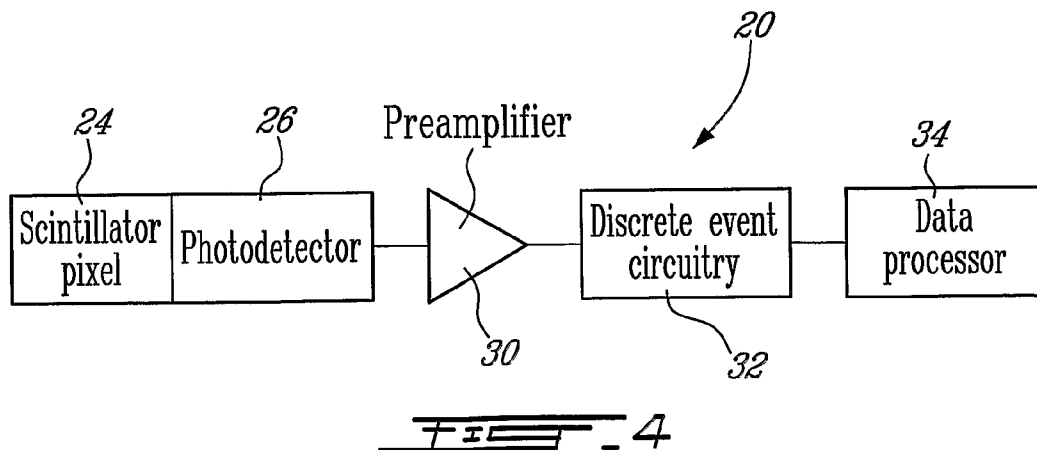 20
24
26
Preamplifier
34
Scintillator
pixel
Photodetector
Discrete event
circuitry
Data
processor
30
32
FIG. 4